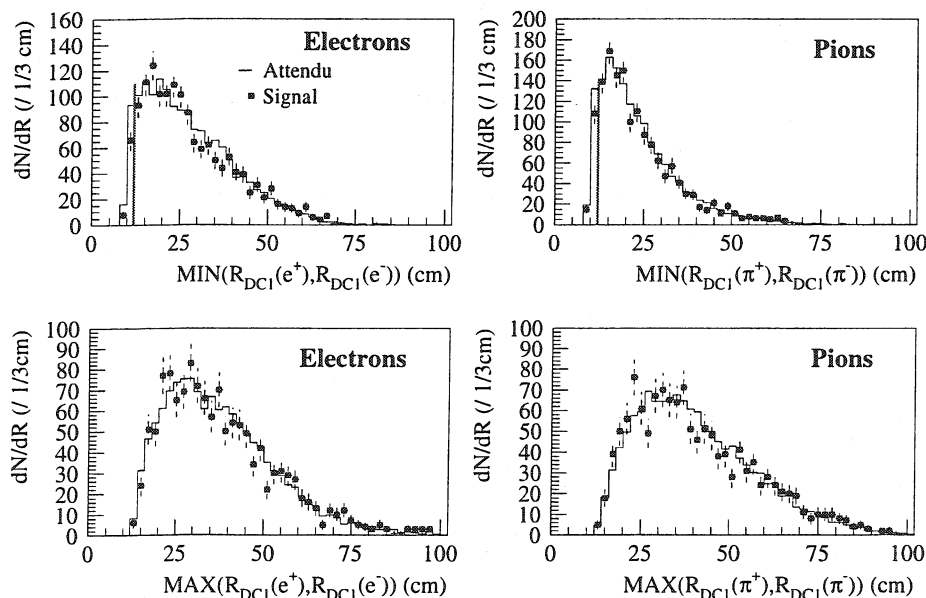 Electrons
— Attendu
Signal
dN/dR (/ 1/3 cm)
160
140
120
100
80
60
40
20
0
0 25 50 75 100
MIN(R_DC1(e⁺),R_DC1(e⁻)) (cm)
Pions
dN/dR (/ 1/3 cm)
200
180
160
140
120
100
80
60
40
20
0
0 25 50 75 100
MIN(R_DC1(π⁺),R_DC1(π⁻)) (cm)
Electrons
dN/dR (/ 1/3cm)
100
90
80
70
60
50
40
30
20
10
0
0 25 50 75 100
MAX(R_DC1(e⁺),R_DC1(e⁻)) (cm)
Pions
dN/dR (/ 1/3cm)
100
90
80
70
60
50
40
30
20
10
0
0 25 50 75 100
MAX(R_DC1(π⁺),R_DC1(π⁻)) (cm)